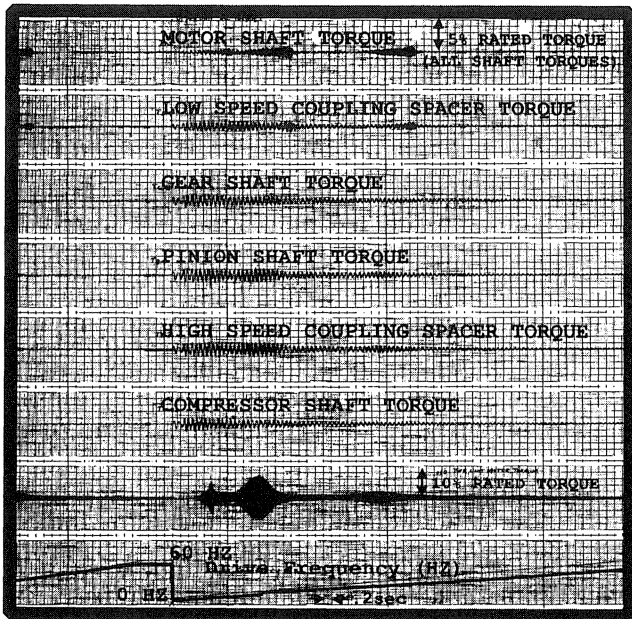 MOTOR SHAFT TORQUE
5% RATED TORQUE
(ALL SHAFT TORQUES)
LOW SPEED COUPLING SPACER TORQUE
GEAR SHAFT TORQUE
PINION SHAFT TORQUE
HIGH SPEED COUPLING SPACER TORQUE
COMPRESSOR SHAFT TORQUE
10% RATED TORQUE
60 HZ
Drive Frequency (HZ)
0 HZ
.2sec